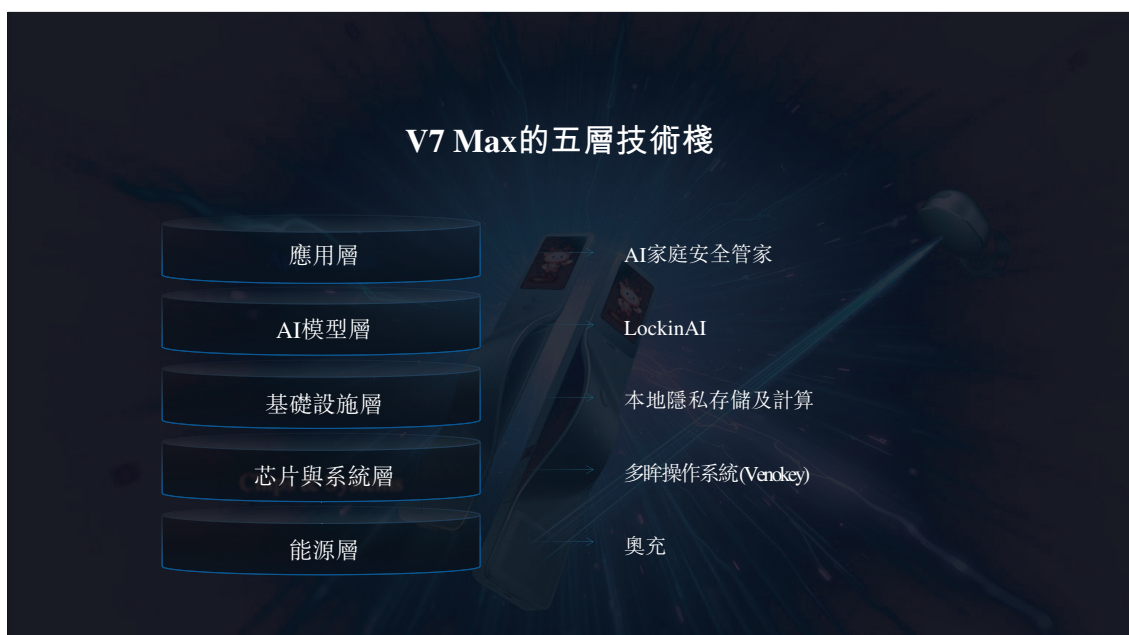 V7 Max的五層技術棧
應用層 AI家庭安全管家
AI模型層 LockinAI
基礎設施層 本地隱私存儲及計算
芯片與系統層 多眸操作系統(Venokey)
能源層 奧充